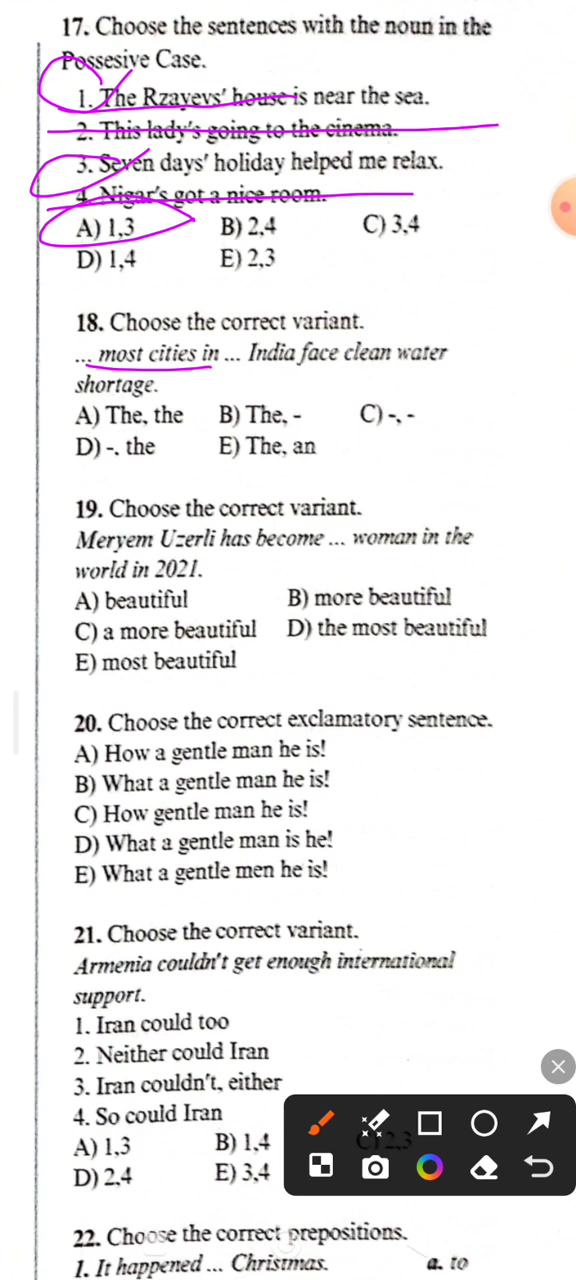 17. Choose the sentences with the noun in the
Possesive Case.
1. The Rzayevs' house is near the sea.
2. This lady's going to the cinema.
3. Seven days' holiday helped me relax.
4. Nigar's got a nice room.
A) 1,3 B) 2,4 C) 3,4
D) 1,4 E) 2,3
18. Choose the correct variant.
... most cities in ... India face clean water
shortage.
A) The, the B) The, - C) -, -
D) -, the E) The, an
19. Choose the correct variant.
Meryem Uzerli has become ... woman in the
world in 2021.
A) beautiful B) more beautiful
C) a more beautiful D) the most beautiful
E) most beautiful
20. Choose the correct exclamatory sentence.
A) How a gentle man he is!
B) What a gentle man he is!
C) How gentle man he is!
D) What a gentle man is he!
E) What a gentle men he is!
21. Choose the correct variant.
Armenia couldn't get enough international
support.
1. Iran could too
2. Neither could Iran
3. Iran couldn't, either
4. So could Iran
A) 1,3 B) 1,4 C) 2,3
D) 2,4 E) 3,4
22. Choose the correct prepositions.
1. It happened ... Christmas. a. to